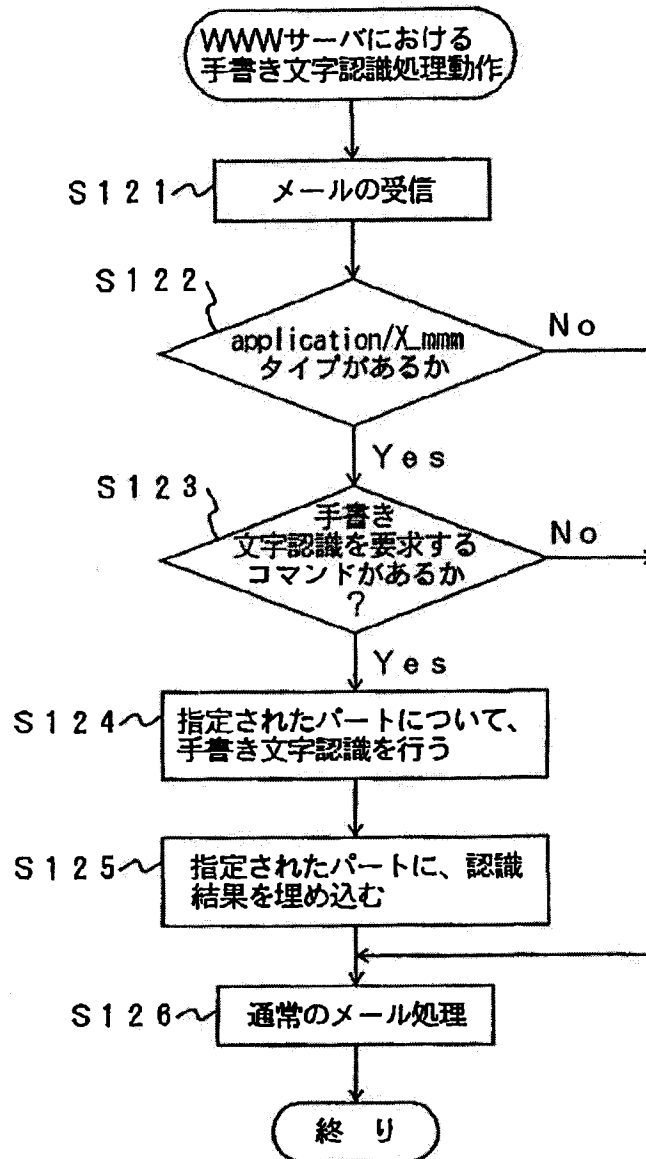 WWWサーバにおける
手書き文字認識処理動作
S121
メールの受信
S122
application/X_mmm
タイプがあるか
No
Yes
S123
手書き
文字認識を要求する
コマンドがあるか
?
No
Yes
S124
指定されたパートについて、
手書き文字認識を行う
S125
指定されたパートに、認識
結果を埋め込む
S126
通常のメール処理
終り